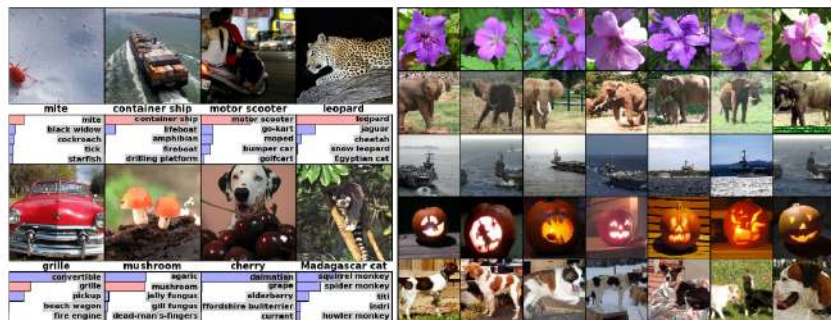 mite
container ship
motor scooter
leopard
mite
black widow
cockroach
tick
starfish
container ship
lifeboat
amphibian
fireboat
drilling platform
motor scooter
go-kart
moped
bumper car
golfcart
leopard
jaguar
cheetah
snow leopard
Egyptian cat
grille
mushroom
cherry
Madagascar cat
convertible
grille
pickup
beach wagon
fire engine
agaric
mushroom
jelly fungus
gill fungus
dead-man's-fingers
dalmatian
grape
elderberry
ffordshire bullterrier
currant
squirrel monkey
spider monkey
titi
indri
howler monkey